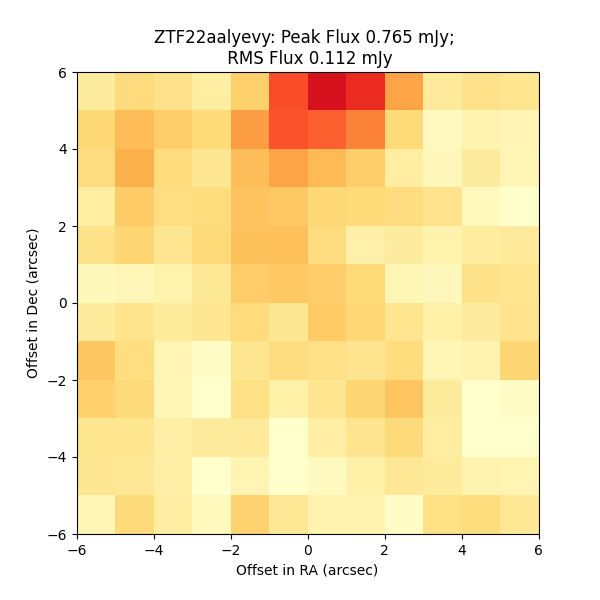 ZTF22aalyevy: Peak Flux 0.765 mJy;
RMS Flux 0.112 mJy
6
4
2
0
−2
−4
−6
Offset in Dec (arcsec)
−6 −4 −2 0 2 4 6
Offset in RA (arcsec)